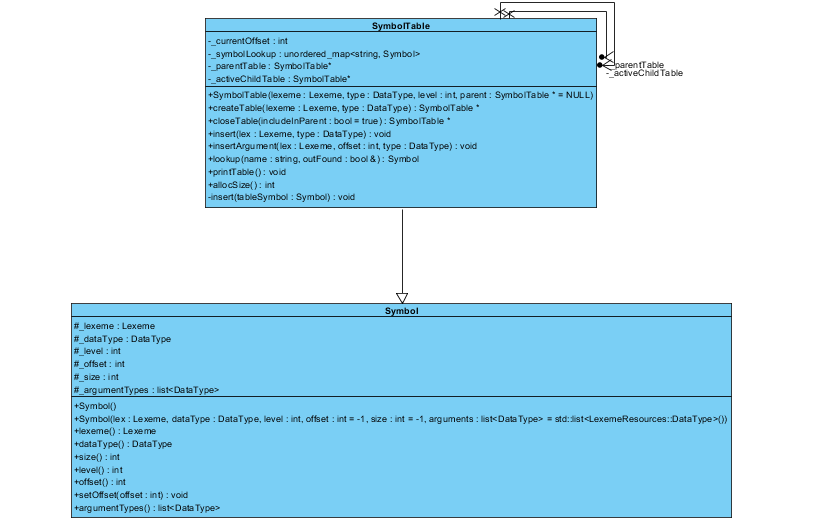 SymbolTable
-_currentOffset : int
-_symbolLookup : unordered_map<string, Symbol>
-_parentTable : SymbolTable*
-_activeChildTable : SymbolTable*
+SymbolTable(lexeme : Lexeme, type : DataType, level : int, parent : SymbolTable * = NULL)
+createTable(lexeme : Lexeme, type : DataType) : SymbolTable *
+closeTable(includeInParent : bool = true) : SymbolTable *
+insert(lex : Lexeme, type : DataType) : void
+insertArgument(lex : Lexeme, offset : int, type : DataType) : void
+lookup(name : string, outFound : bool &) : Symbol
+printTable() : void
+allocSize() : int
-insert(tableSymbol : Symbol) : void
parentTable
-_activeChildTable
Symbol
#_lexeme : Lexeme
#_dataType : DataType
#_level : int
#_offset : int
#_size : int
#_argumentTypes : list<DataType>
+Symbol()
+Symbol(lex : Lexeme, dataType : DataType, level : int, offset : int = -1, size : int = -1, arguments : list<DataType> = std::list<LexemeResources::DataType>())
+lexeme() : Lexeme
+dataType() : DataType
+size() : int
+level() : int
+offset() : int
+setOffset(offset : int) : void
+argumentTypes() : list<DataType>